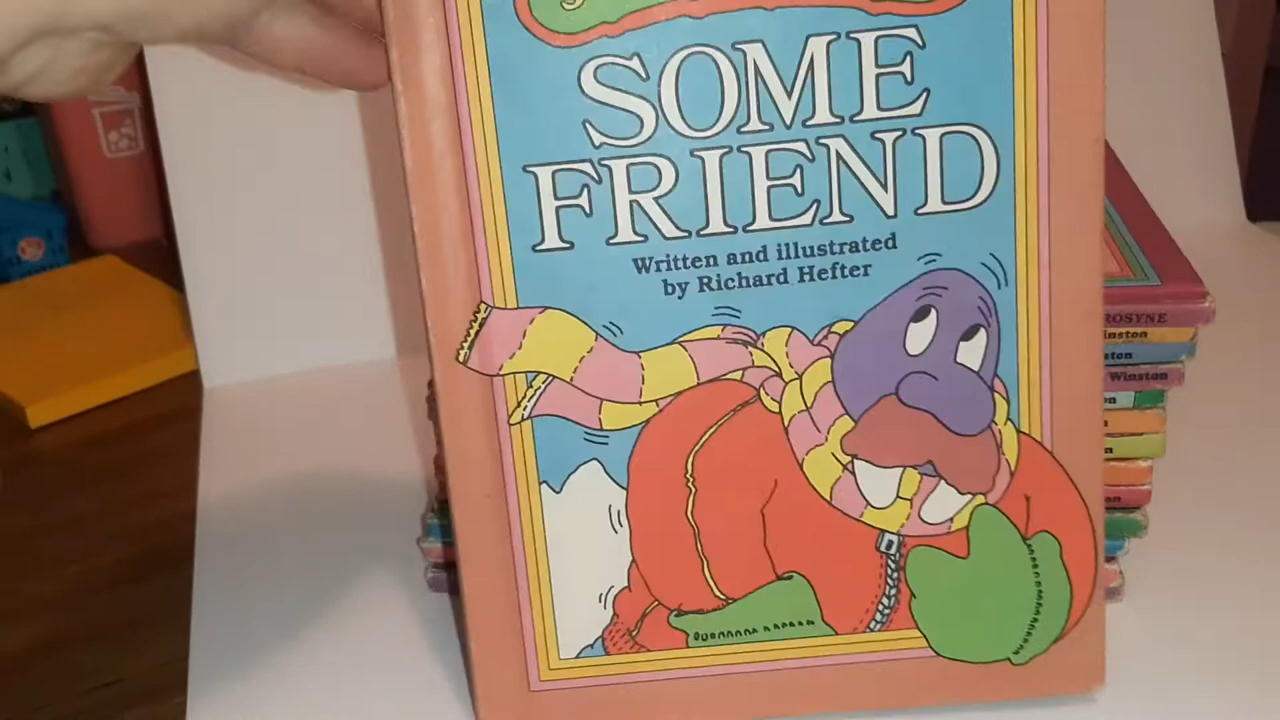 SOME
FRIEND
Written and illustrated
by Richard Hefter
ROSYNE
inston
ston
Winston
n
n
n
on